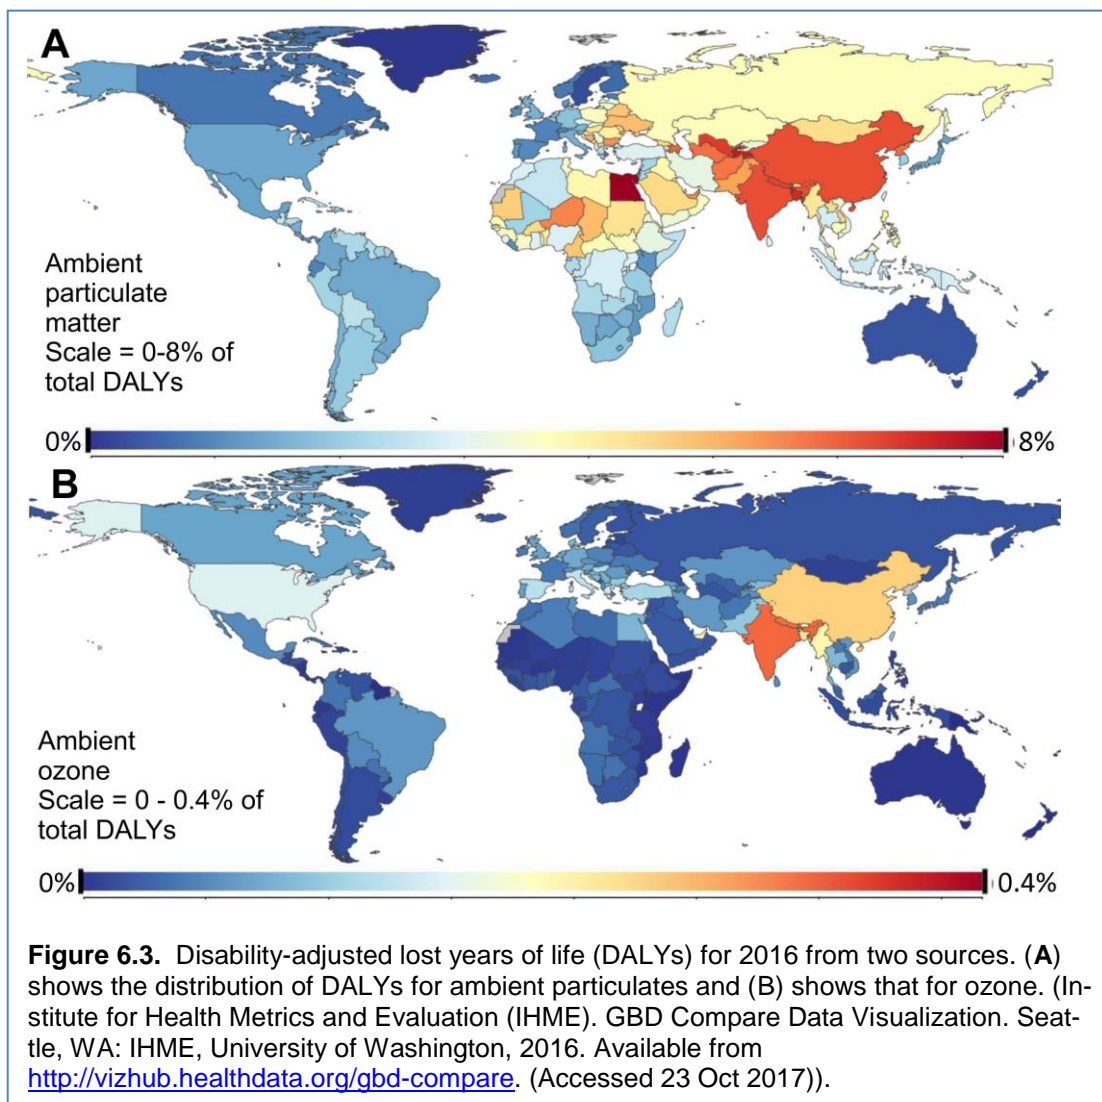 A
Ambient
particulate
matter
Scale = 0-8% of
total DALYs
0%
8%
B
Ambient
ozone
Scale = 0 - 0.4% of
total DALYs
0%
0.4%
Figure 6.3. Disability-adjusted lost years of life (DALYs) for 2016 from two sources. (A)
shows the distribution of DALYs for ambient particulates and (B) shows that for ozone. (In-
stitute for Health Metrics and Evaluation (IHME). GBD Compare Data Visualization. Seat-
tle, WA: IHME, University of Washington, 2016. Available from
http://vizhub.healthdata.org/gbd-compare. (Accessed 23 Oct 2017)).